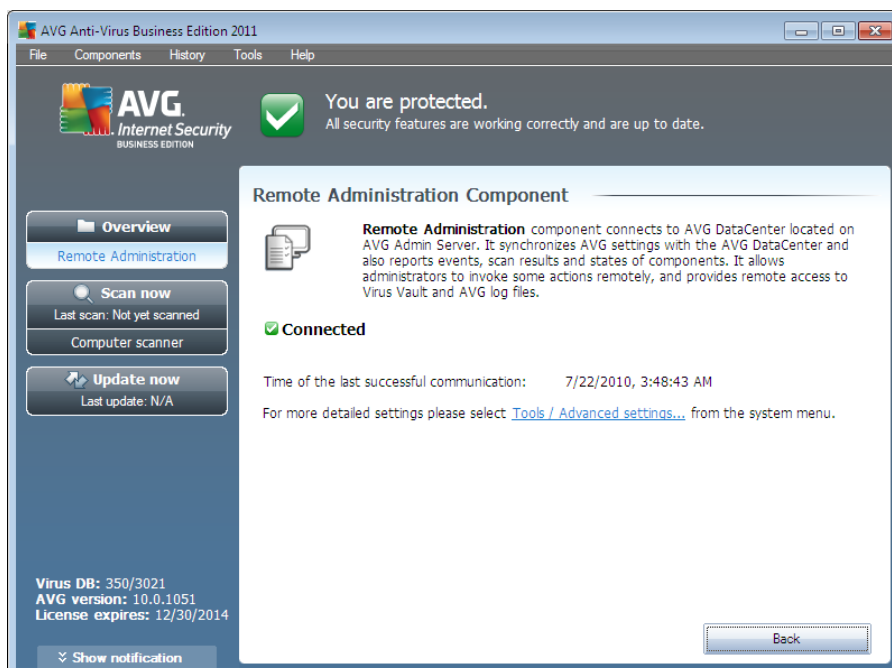 AVG Anti-Virus Business Edition 2011
File Components History Tools Help
AVG.
Internet Security
BUSINESS EDITION
You are protected.
All security features are working correctly and are up to date.
Overview
Remote Administration
Scan now
Last scan: Not yet scanned
Computer scanner
Update now
Last update: N/A
Virus DB: 350/3021
AVG version: 10.0.1051
License expires: 12/30/2014
Show notification
Remote Administration Component
Remote Administration component connects to AVG DataCenter located on
AVG Admin Server. It synchronizes AVG settings with the AVG DataCenter and
also reports events, scan results and states of components. It allows
administrators to invoke some actions remotely, and provides remote access to
Virus Vault and AVG log files.
Connected
Time of the last successful communication: 7/22/2010, 3:48:43 AM
For more detailed settings please select Tools / Advanced settings... from the system menu.
Back